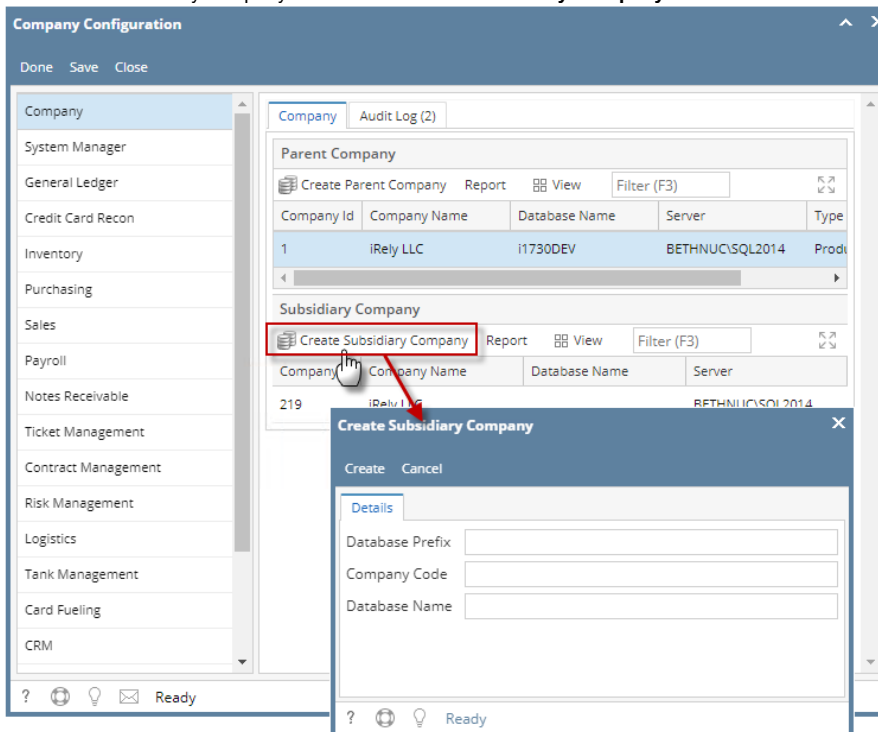 Company Configuration
Done Save Close
Company
System Manager
General Ledger
Credit Card Recon
Inventory
Purchasing
Sales
Payroll
Notes Receivable
Ticket Management
Contract Management
Risk Management
Logistics
Tank Management
Card Fueling
CRM
? Ready
Company Audit Log (2)
Parent Company
Create Parent Company Report View Filter (F3)
Company Id Company Name Database Name Server Type
1 iRely LLC i1730DEV BETHNUC\SQL2014 Produ
Subsidiary Company
Create Subsidiary Company Report View Filter (F3)
Company Company Name Database Name Server
219 iRely LLC BETHNUC\SQL2014
Create Subsidiary Company
Create Cancel
Details
Database Prefix
Company Code
Database Name
? Ready